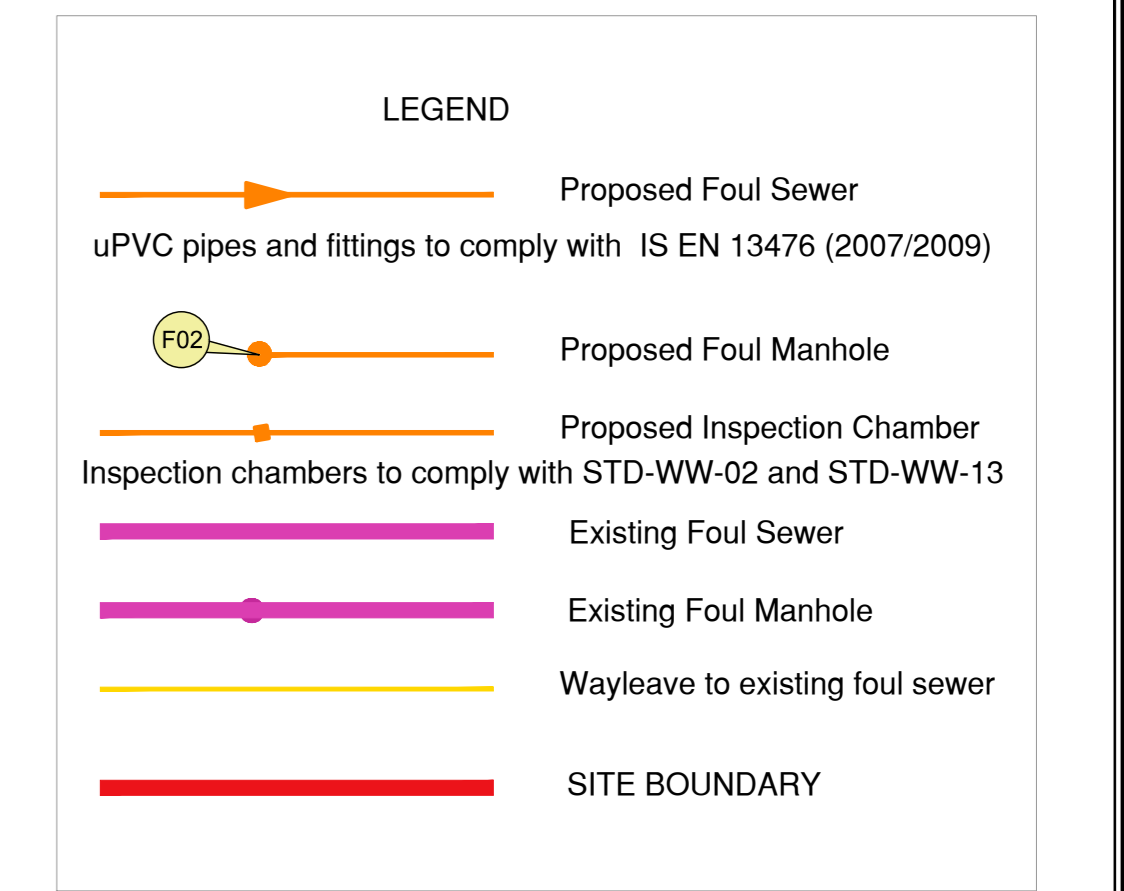 LEGEND
Proposed Foul Sewer
uPVC pipes and fittings to comply with IS EN 13476 (2007/2009)
F02
Proposed Foul Manhole
Proposed Inspection Chamber
Inspection chambers to comply with STD-WW-02 and STD-WW-13
Existing Foul Sewer
Existing Foul Manhole
Wayleave to existing foul sewer
SITE BOUNDARY